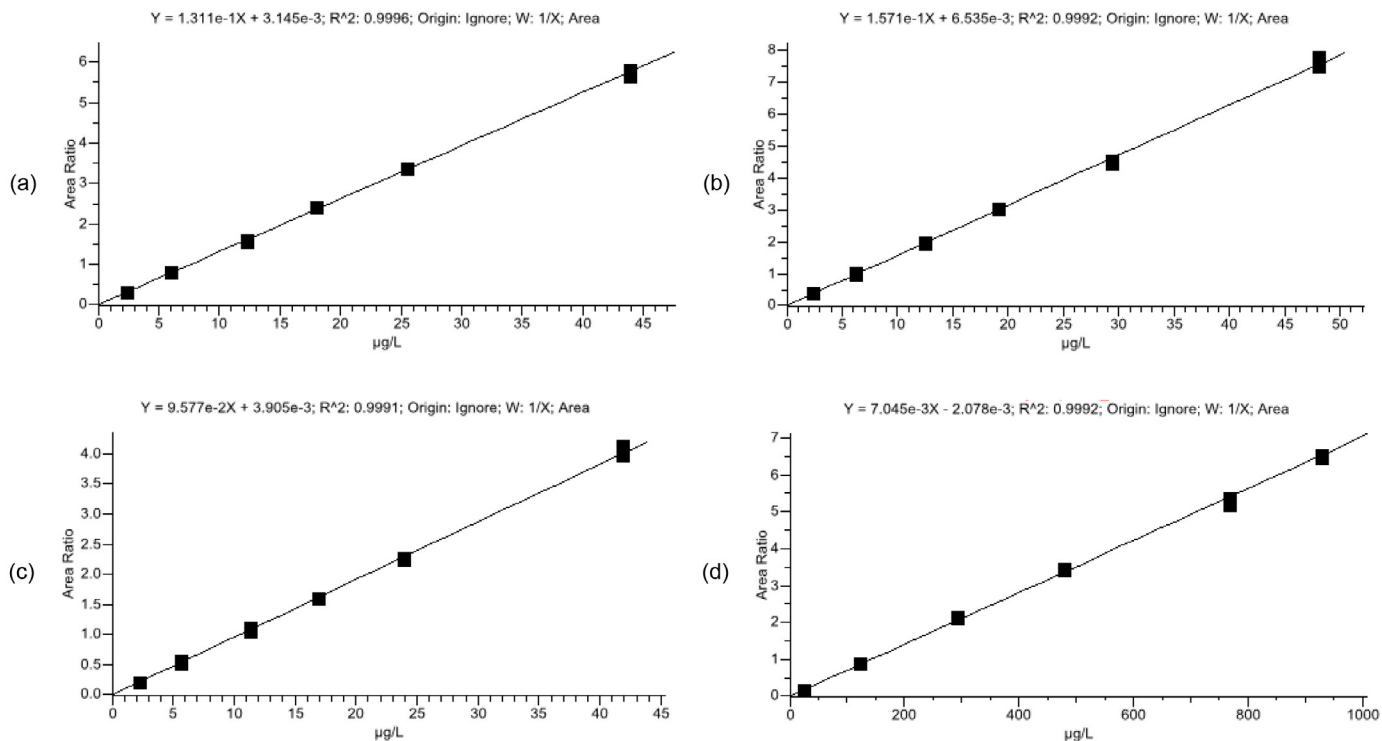 Y = 1.311e-1X + 3.145e-3; R^2: 0.9996; Origin: Ignore; W: 1/X; Area
(a)
Area Ratio
6
5
4
3
2
1
0
0 5 10 15 20 25 30 35 40 45
µg/L
Y = 1.571e-1X + 6.535e-3; R^2: 0.9992; Origin: Ignore; W: 1/X; Area
(b)
Area Ratio
8
7
6
5
4
3
2
1
0
0 5 10 15 20 25 30 35 40 45 50
µg/L
Y = 9.577e-2X + 3.905e-3; R^2: 0.9991; Origin: Ignore; W: 1/X; Area
(c)
Area Ratio
4.0
3.5
3.0
2.5
2.0
1.5
1.0
0.5
0.0
0 5 10 15 20 25 30 35 40 45
µg/L
Y = 7.045e-3X - 2.078e-3; R^2: 0.9992; Origin: Ignore; W: 1/X; Area
(d)
Area Ratio
7
6
5
4
3
2
1
0
0 200 400 600 800 1000
µg/L